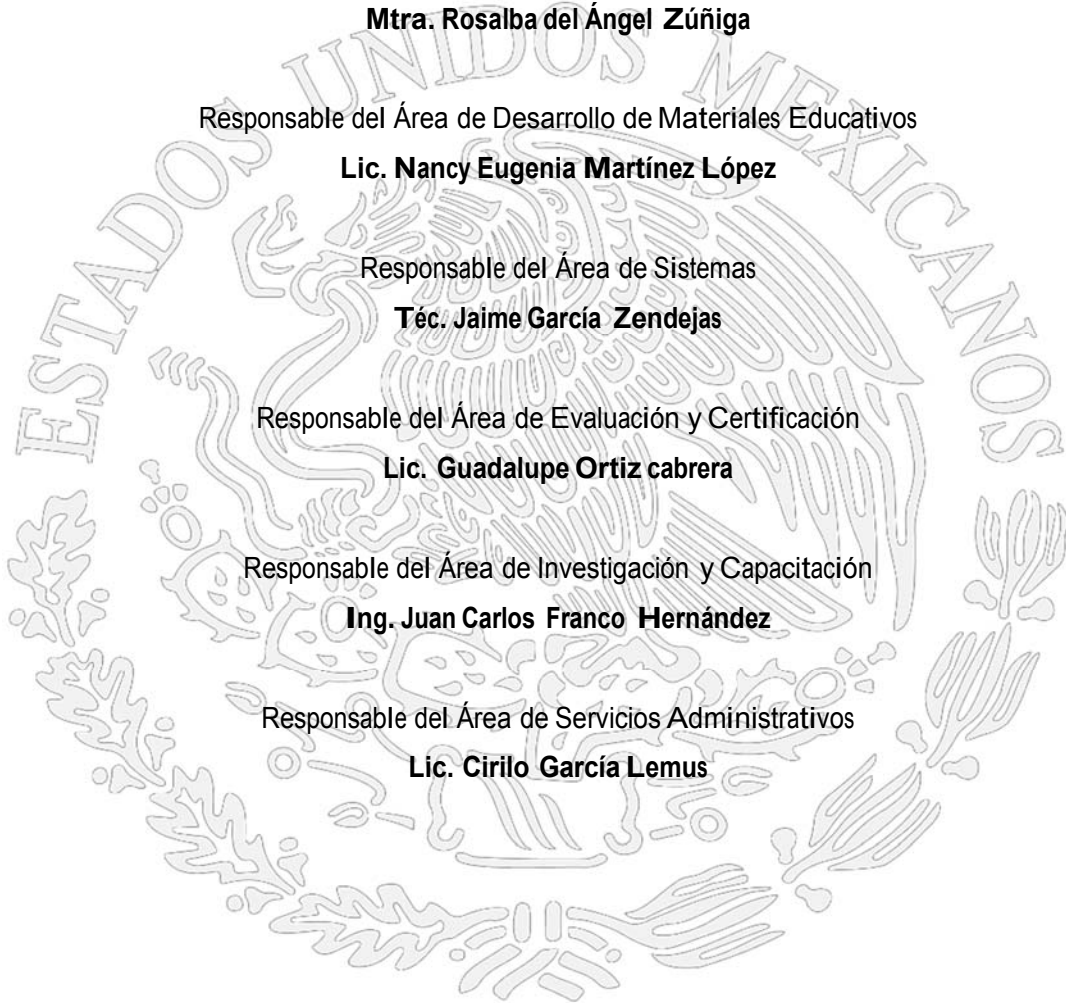 Mtra. Rosalba del Ángel Zúñiga
ESTADOS UNIDOS MEXICANOS
Responsable del Área de Desarrollo de Materiales Educativos
Lic. Nancy Eugenia Martínez López
Responsable del Área de Sistemas
Téc. Jaime García Zendejas
Responsable del Área de Evaluación y Certificación
Lic. Guadalupe Ortiz cabrera
Responsable del Área de Investigación y Capacitación
Ing. Juan Carlos Franco Hernández
Responsable del Área de Servicios Administrativos
Lic. Cirilo García Lemus